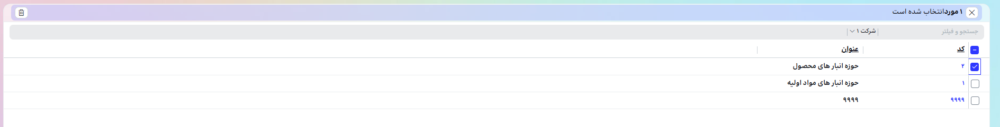 ۱ مورد انتخاب شده است
جستجو و فیلتر شرکت ۱
کد عنوان
۲ حوزه انبار های محصول
۱ حوزه انبار های مواد اولیه
۹۹۹۹ ۹۹۹۹